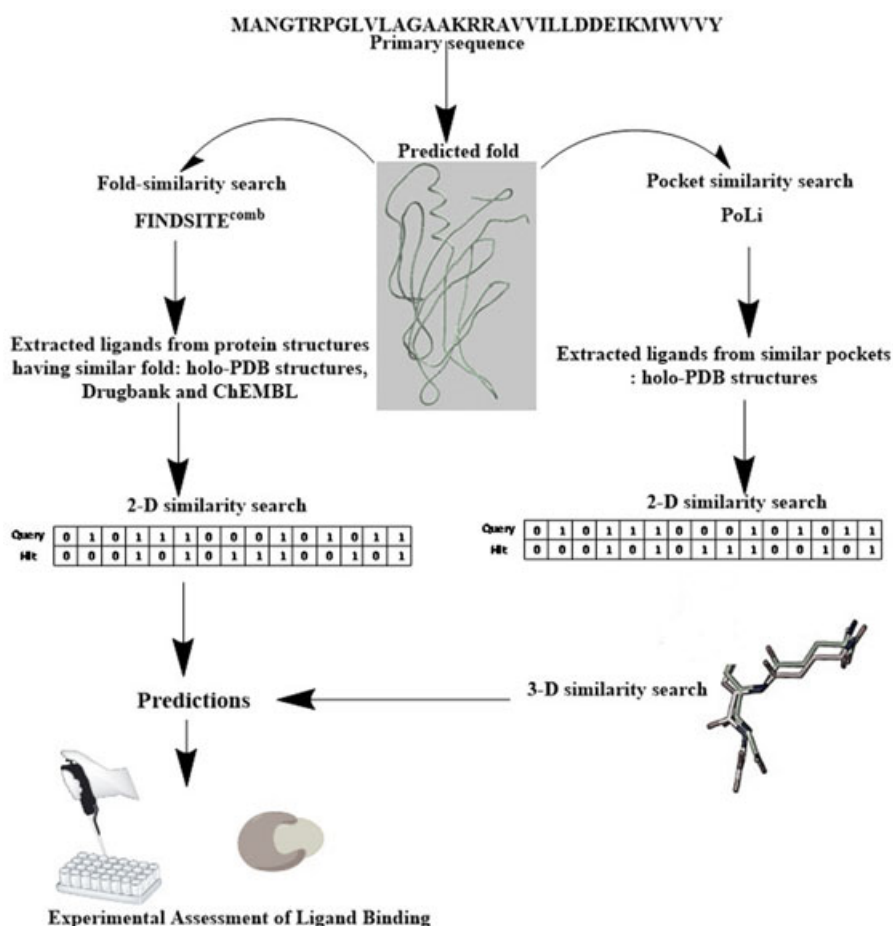 MANGTRPGLVLAGAAKRRAVVILLDDEIKMWVVY
Primary sequence
Predicted fold
Fold-similarity search
FINDSITEcomb
Pocket similarity search
PoLi
Extracted ligands from protein structures
having similar fold: holo-PDB structures,
Drugbank and ChEMBL
Extracted ligands from similar pockets
: holo-PDB structures
2-D similarity search
Query 0 1 0 1 1 1 0 0 0 1 0 1 0 1 1
Hit 0 0 0 1 0 1 0 1 1 1 0 0 1 0 1
2-D similarity search
Query 0 1 0 1 1 1 0 0 0 1 0 1 0 1 1
Hit 0 0 0 1 0 1 0 1 1 1 0 0 1 0 1
3-D similarity search
Predictions
Experimental Assessment of Ligand Binding